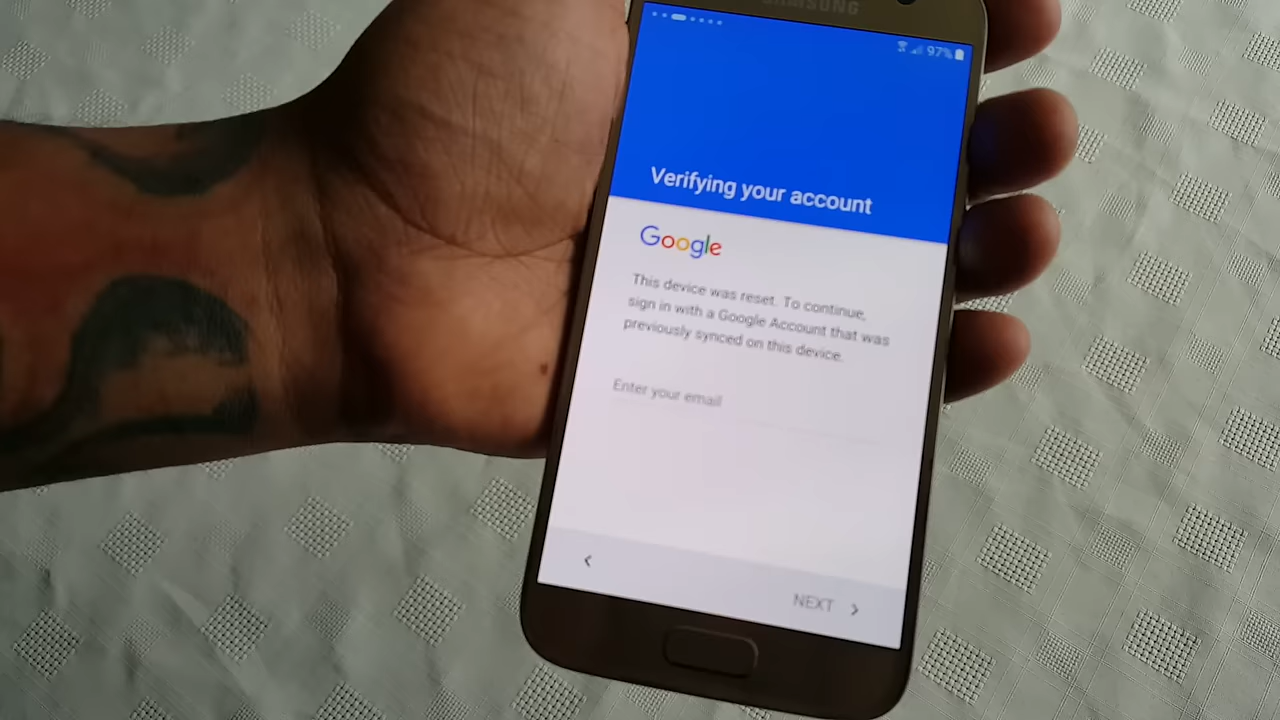 SAMSUNG
97%
Verifying your account
Google
This device was reset. To continue,
sign in with a Google Account that was
previously synced on this device.
Enter your email
NEXT